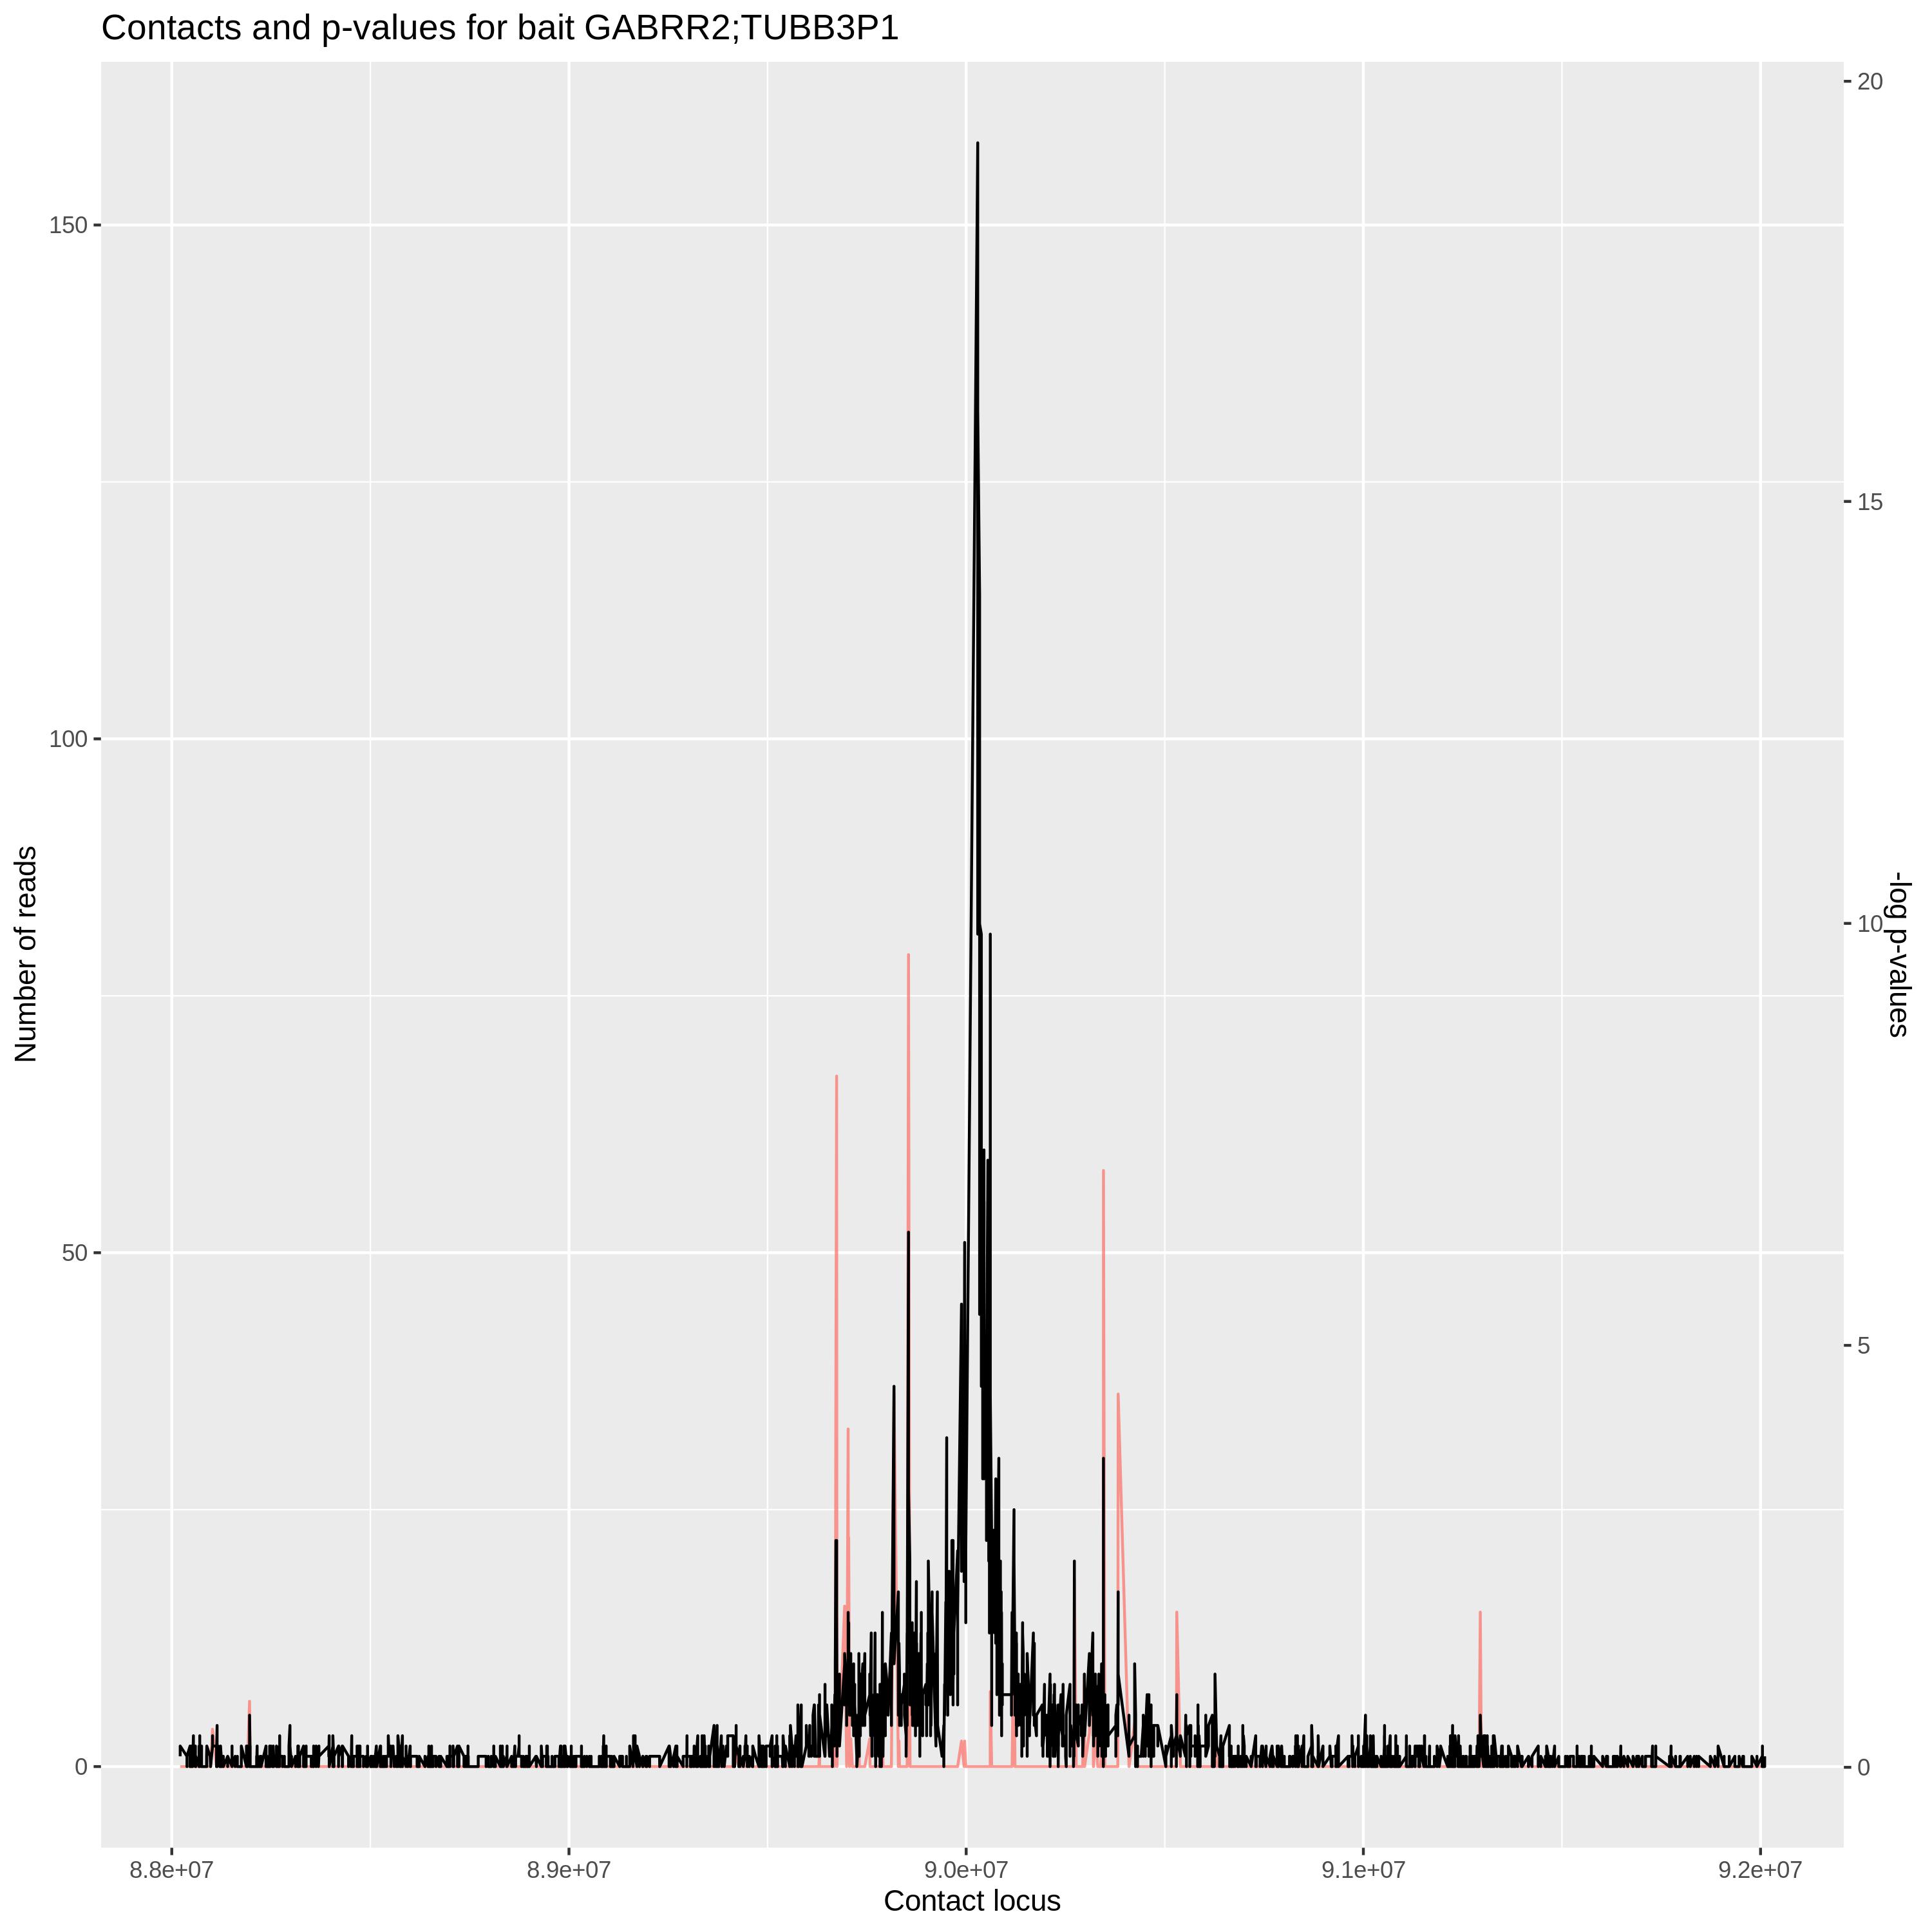 Contacts and p-values for bait GABRR2;TUBB3P1
Number of reads
150
100
50
0
20
15
10
5
0
-log p-values
8.8e+07 8.9e+07 9.0e+07 9.1e+07 9.2e+07
Contact locus